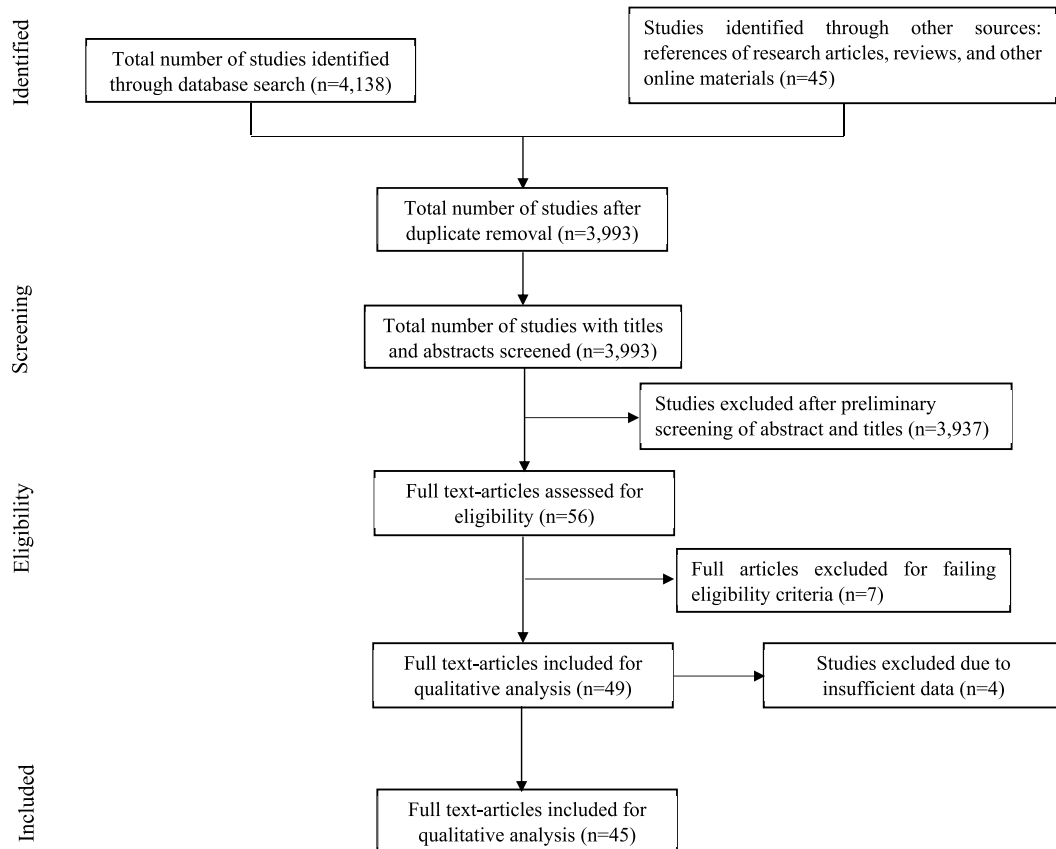 Identified
Total number of studies identified
through database search (n=4,138)
Studies identified through other sources:
references of research articles, reviews, and other
online materials (n=45)
Total number of studies after
duplicate removal (n=3,993)
Screening
Total number of studies with titles
and abstracts screened (n=3,993)
Studies excluded after preliminary
screening of abstract and titles (n=3,937)
Eligibility
Full text-articles assessed for
eligibility (n=56)
Full articles excluded for failing
eligibility criteria (n=7)
Full text-articles included for
qualitative analysis (n=49)
Studies excluded due to
insufficient data (n=4)
Included
Full text-articles included for
qualitative analysis (n=45)